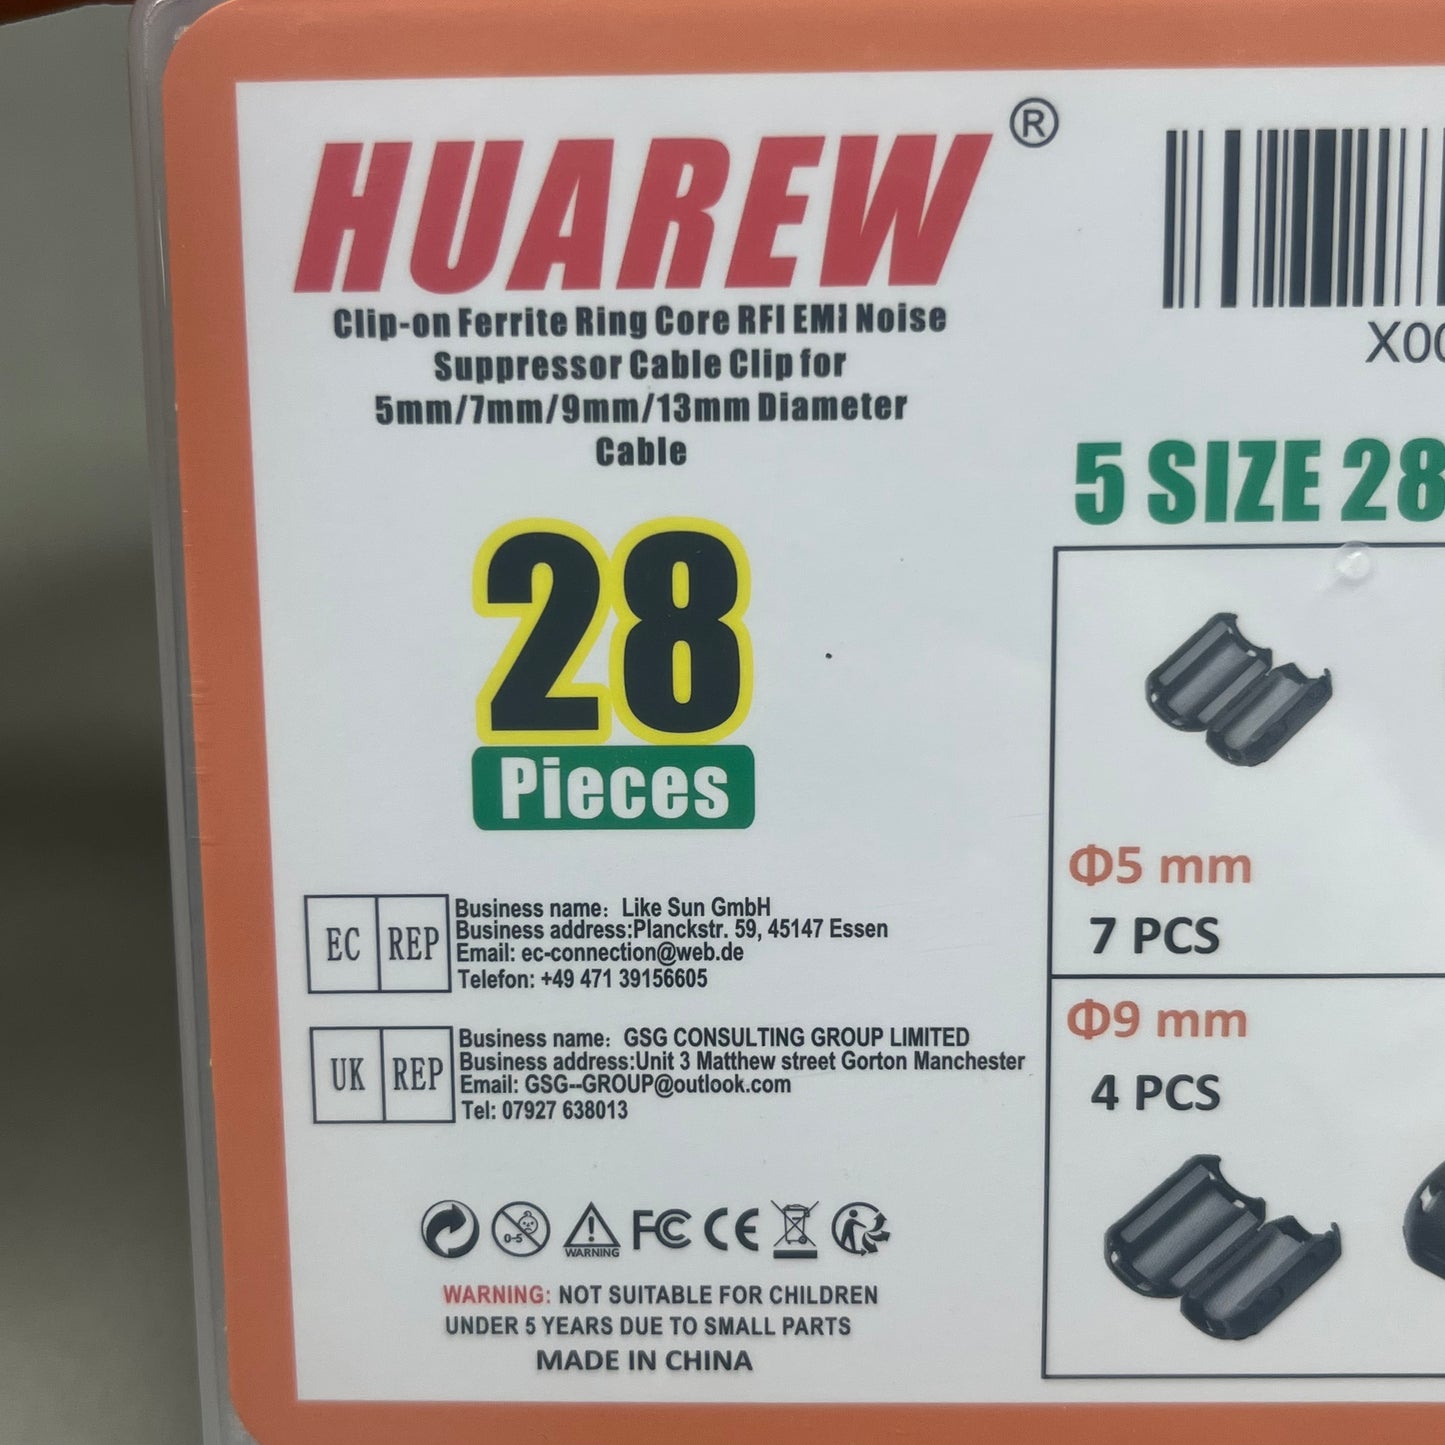 HUAREW®
Clip-on Ferrite Ring Core RFI EMI Noise
Suppressor Cable Clip for
5mm/7mm/9mm/13mm Diameter
Cable
28
Pieces
EC REP
Business name: Like Sun GmbH
Business address:Planckstr. 59, 45147 Essen
Email: ec-connection@web.de
Telefon: +49 471 39156605
UK REP
Business name: GSG CONSULTING GROUP LIMITED
Business address:Unit 3 Matthew street Gorton Manchester
Email: GSG--GROUP@outlook.com
Tel: 07927 638013
0-5
WARNING
FC CE
WARNING: NOT SUITABLE FOR CHILDREN
UNDER 5 YEARS DUE TO SMALL PARTS
MADE IN CHINA
X00
5 SIZE 28
Φ5 mm
7 PCS
Φ9 mm
4 PCS